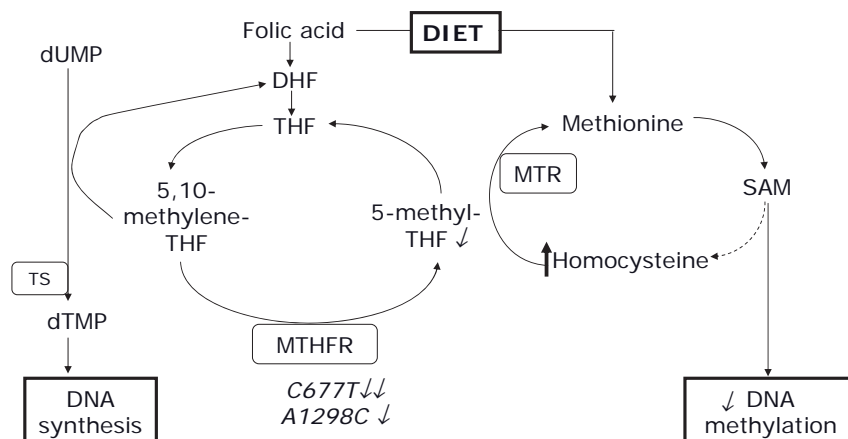 Folic acid
DIET
dUMP
DHF
THF
Methionine
MTR
SAM
5,10-
methylene-
THF
5-methyl-
THF ↓
Homocysteine
TS
dTMP
MTHFR
C677T↓↓
A1298C ↓
DNA
synthesis
↓ DNA
methylation